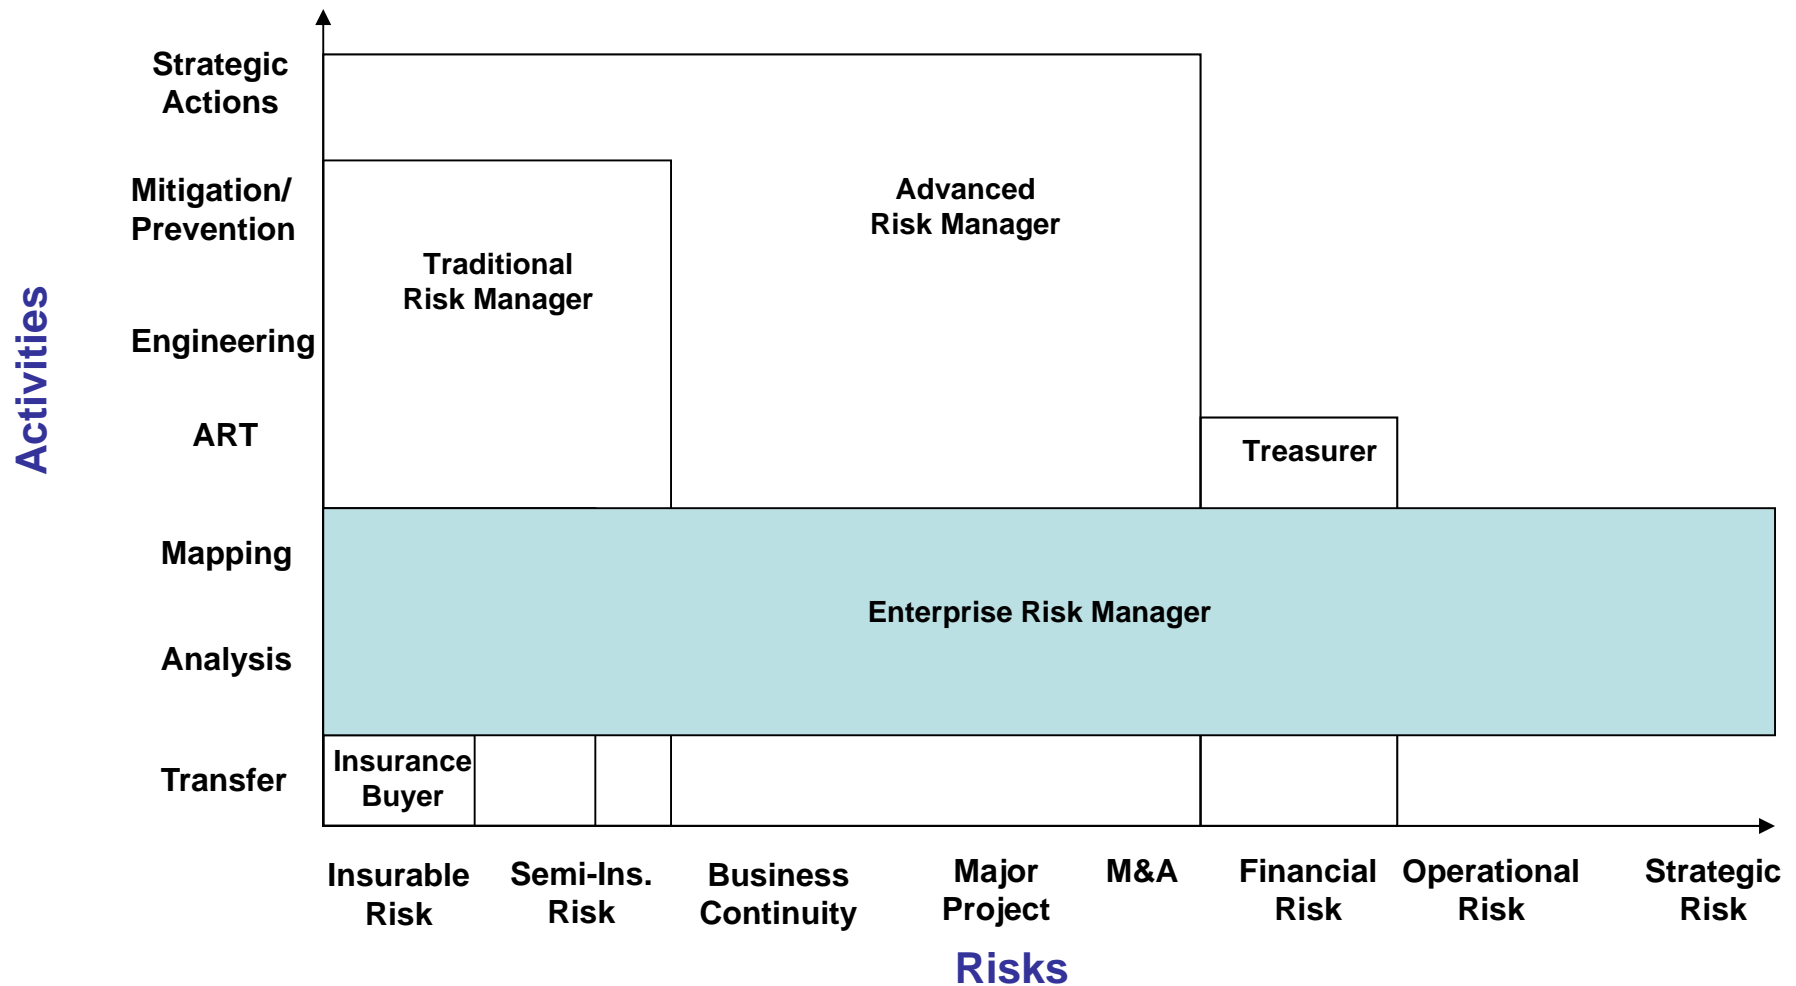 Strategic
Actions
Mitigation/
Prevention
Advanced
Risk Manager
Traditional
Risk Manager
Activities
Engineering
ART
Treasurer
Mapping
Enterprise Risk Manager
Analysis
Insurance
Buyer
Transfer
Insurable
Risk
Semi-Ins.
Risk
Business
Continuity
Major
Project
M&A
Financial
Risk
Operational
Risk
Strategic
Risk
Risks